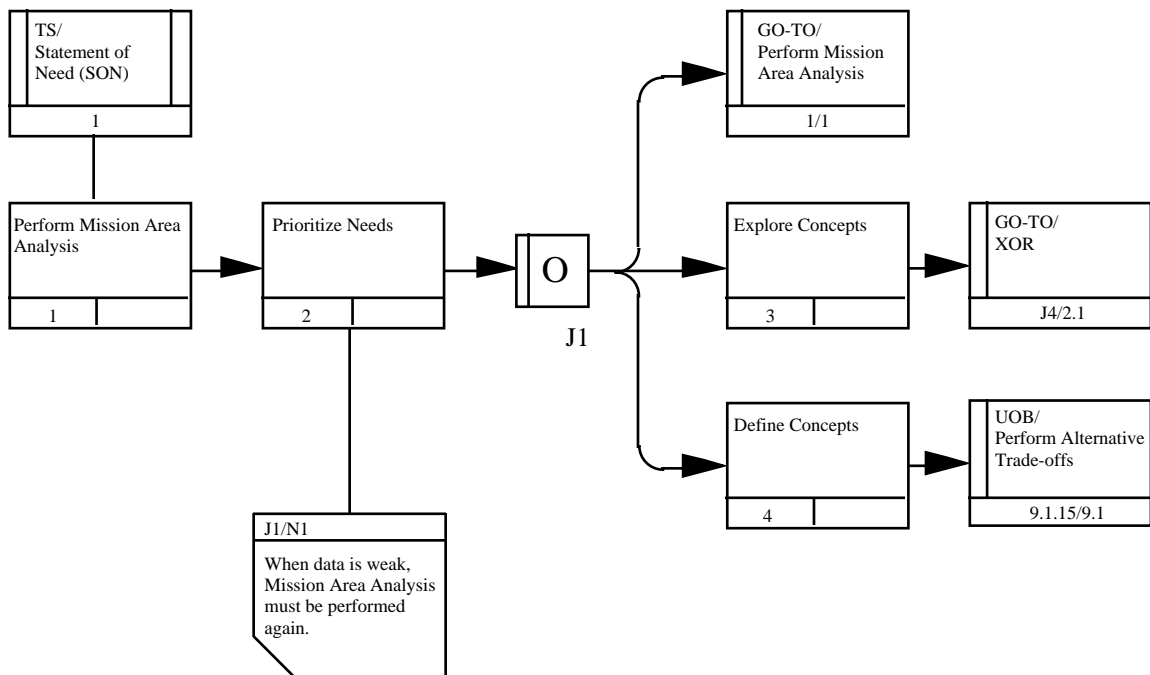 TS/
Statement of
Need (SON)
1
GO-TO/
Perform Mission
Area Analysis
1/1
Perform Mission Area
Analysis
1
Prioritize Needs
2
O
J1
Explore Concepts
3
GO-TO/
XOR
J4/2.1
Define Concepts
4
UOB/
Perform Alternative
Trade-offs
9.1.15/9.1
J1/N1
When data is weak,
Mission Area Analysis
must be performed
again.